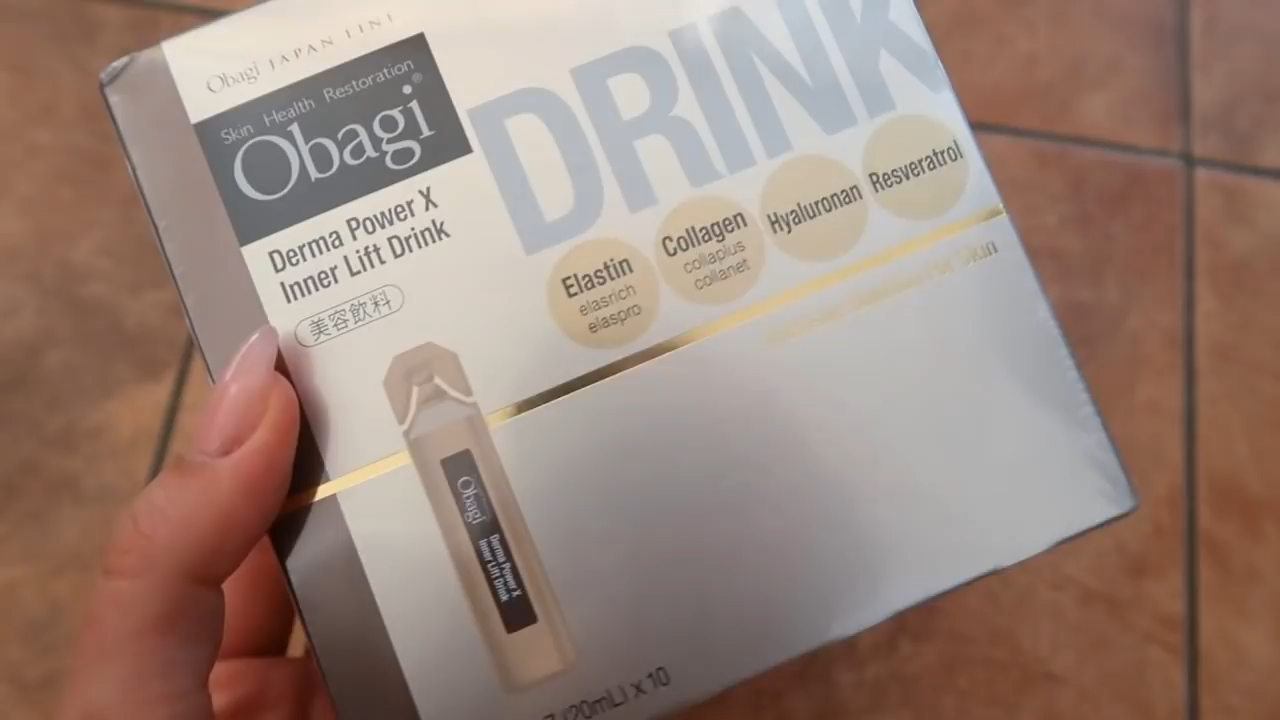 Obagi JAPAN LINE
Skin Health Restoration
Obagi®
Derma Power X
Inner Lift Drink
美容飲料
DRINK
Elastin
elasrich
elaspro
Collagen
collaplus
collanet
Hyaluronan
Resveratrol
Skin
Obagi
Derma Power X
Inner Lift Drink
(20mL) x 10